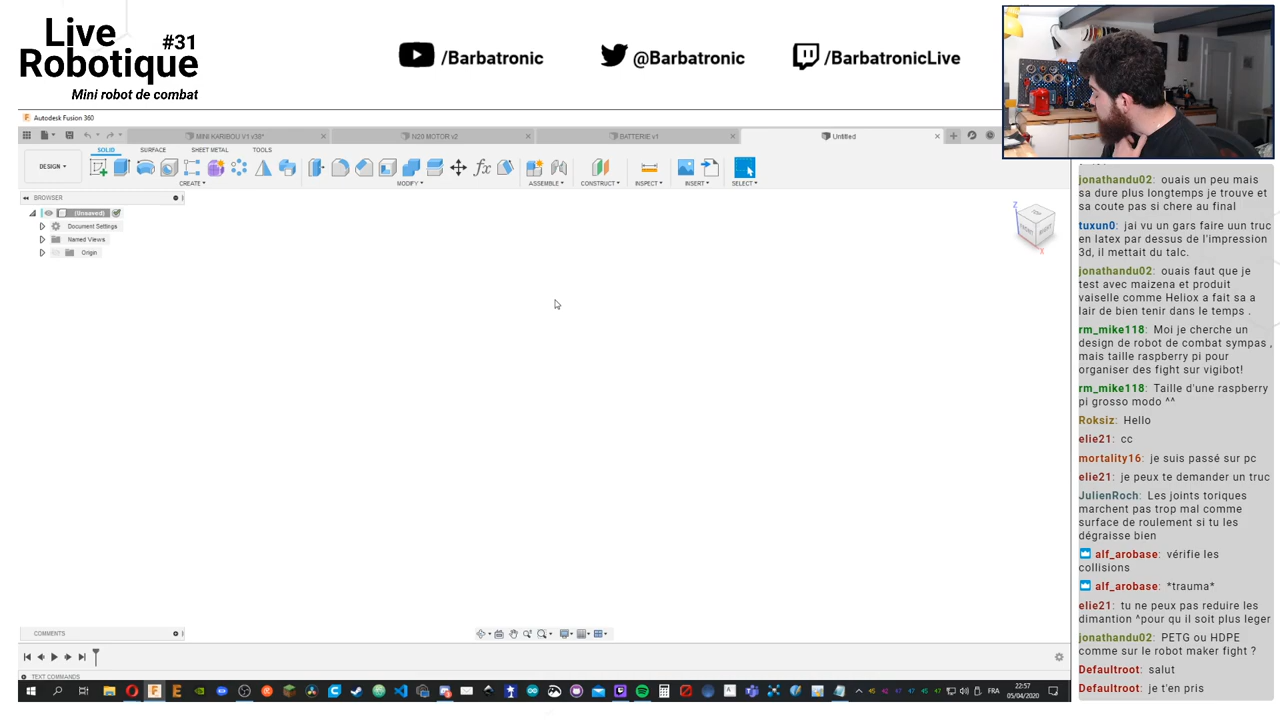 Live
Robotique #31
Mini robot de combat
/Barbatronic
@Barbatronic
/BarbatronicLive
Autodesk Fusion 360
MINI KARIBOU V1 v38*
N20 MOTOR v2
BATTERIE v1
Untitled
SOLID SURFACE SHEET METAL TOOLS
DESIGN
CREATE MODIFY ASSEMBLE CONSTRUCT INSPECT INSERT SELECT
BROWSER
(Unsaved)
Document Settings
Named Views
Origin
Z
TOP
FRONT
RIGHT
X
COMMENTS
TEXT COMMANDS
FRA
22:57
05/04/2020
jonathandu02: ouais un peu mais
sa dure plus longtemps je trouve et
sa coute pas si chere au final
tuxun0: jai vu un gars faire uun truc
en latex par dessus de l'impression
3d, il mettait du talc.
jonathandu02: ouais faut que je
test avec maizena et produit
vaiselle comme Heliox a fait sa a
lair de bien tenir dans le temps .
rm_mike118: Moi je cherche un
design de robot de combat sympas ,
mais taille raspberry pi pour
organiser des fight sur vigibot!
rm_mike118: Taille d'une raspberry
pi grosso modo ^^
Roksiz: Hello
elie21: cc
mortality16: je suis passé sur pc
elie21: je peux te demander un truc
JulienRoch: Les joints toriques
marchent pas trop mal comme
surface de roulement si tu les
dégraisse bien
alf_arobase: vérifie les
collisions
alf_arobase: *trauma*
elie21: tu ne peux pas reduire les
dimantion ^pour qu il soit plus leger
jonathandu02: PETG ou HDPE
comme sur le robot maker fight ?
Defaultroot: salut
Defaultroot: je t'en pris